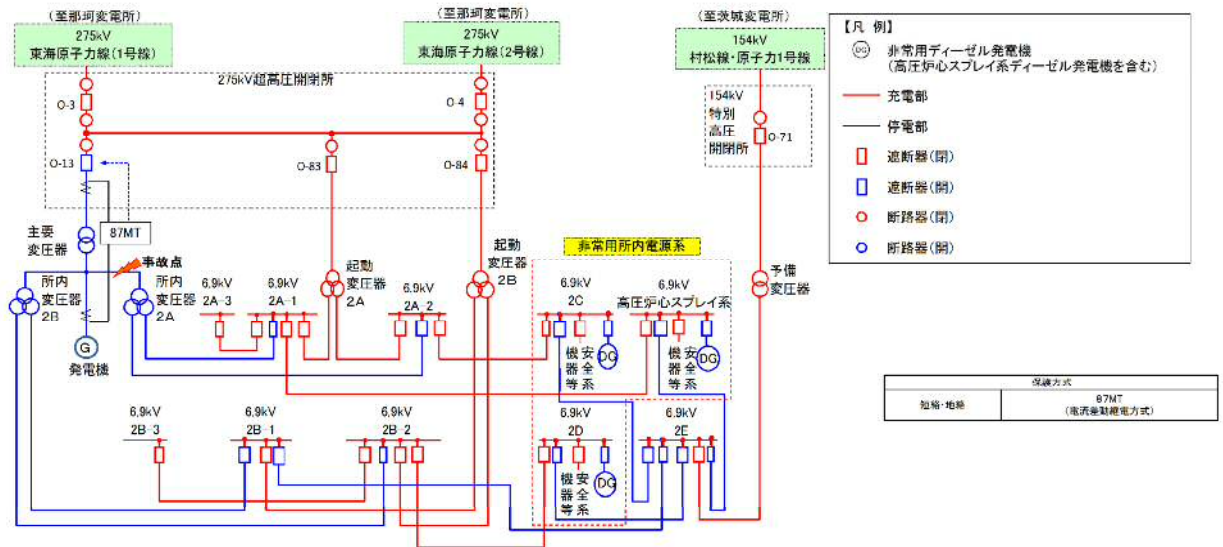 (至那珂変電所)
275kV
東海原子力線(1号線)
(至那珂変電所)
275kV
東海原子力線(2号線)
(至茨城変電所)
154kV
村松線・原子力1号線
【凡 例】
DG
非常用ディーゼル発電機
(高圧炉心スプレイ系ディーゼル発電機を含む)
充電部
停電部
遮断器(閉)
遮断器(開)
断路器(閉)
断路器(開)
275kV超高圧開閉所
O-3
O-4
154kV
特別
高圧
開閉所
O-71
O-13
O-83
O-84
87MT
主要
変圧器
事故点
所内
変圧器
2B
所内
変圧器
2A
G
発電機
起動
変圧器
2A
起動
変圧器
2B
予備
変圧器
非常用所内電源系
6.9kV
2A-3
6.9kV
2A-1
6.9kV
2A-2
6.9kV
2C
6.9kV
高圧炉心スプレイ系
安全系
機器等
DG
安全系
機器等
DG
6.9kV
2B-3
6.9kV
2B-1
6.9kV
2B-2
6.9kV
2D
6.9kV
2E
安全系
機器等
DG
保護方式
短絡・地絡
87MT
(電流差動継電方式)